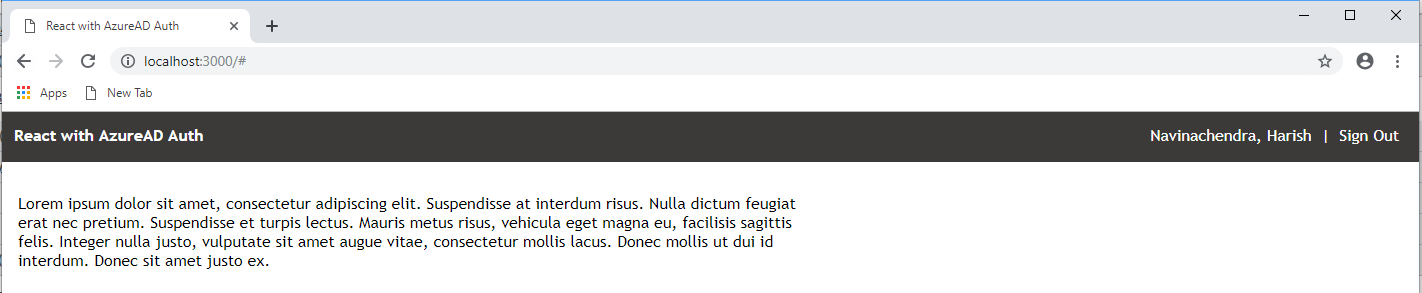 React with AzureAD Auth
localhost:3000/#
Apps New Tab
React with AzureAD Auth Navinachendra, Harish | Sign Out
Lorem ipsum dolor sit amet, consectetur adipiscing elit. Suspendisse at interdum risus. Nulla dictum feugiat
erat nec pretium. Suspendisse et turpis lectus. Mauris metus risus, vehicula eget magna eu, facilisis sagittis
felis. Integer nulla justo, vulputate sit amet augue vitae, consectetur mollis lacus. Donec mollis ut dui id
interdum. Donec sit amet justo ex.